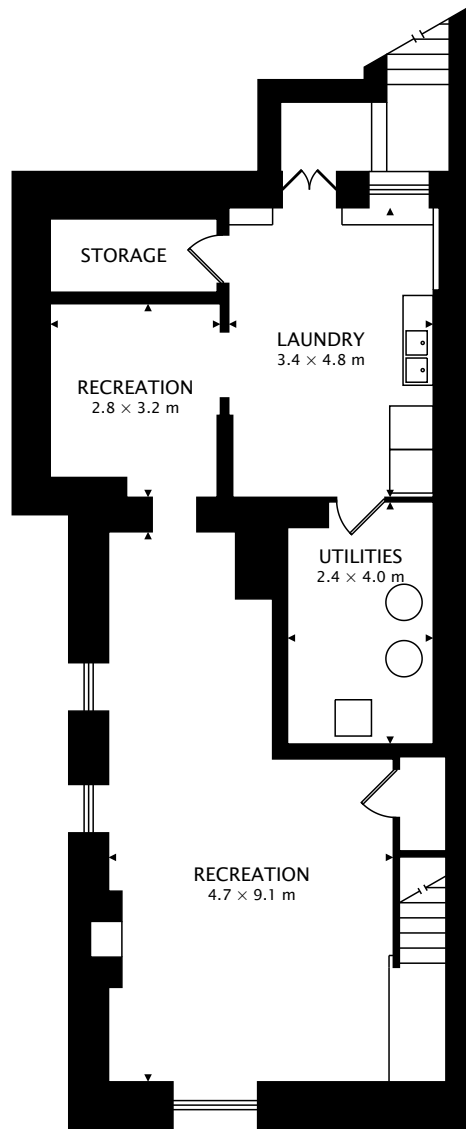 STORAGE
LAUNDRY
3.4 × 4.8 m
RECREATION
2.8 × 3.2 m
UTILITIES
2.4 × 4.0 m
RECREATION
4.7 × 9.1 m